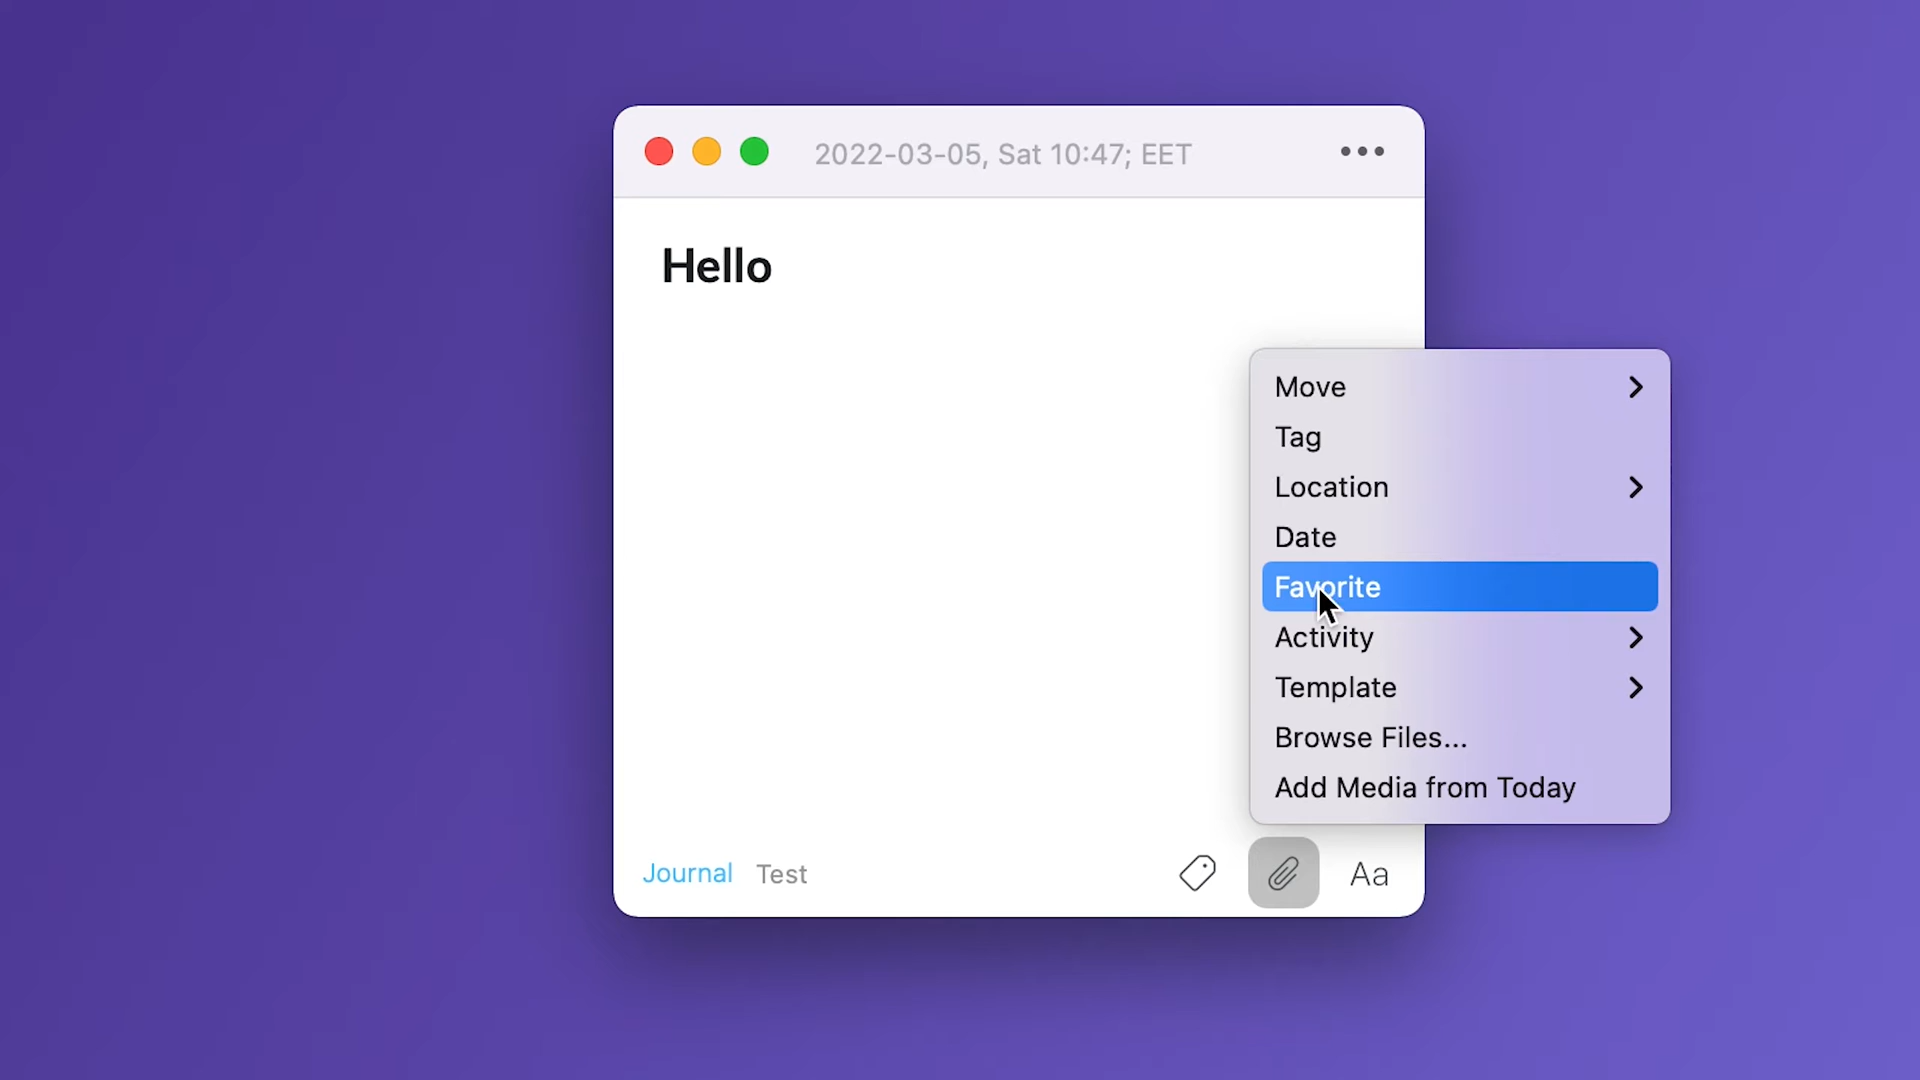 2022-03-05, Sat 10:47; EET
Hello
Move
Tag
Location
Date
Favorite
Activity
Template
Browse Files...
Add Media from Today
Journal Test
Aa